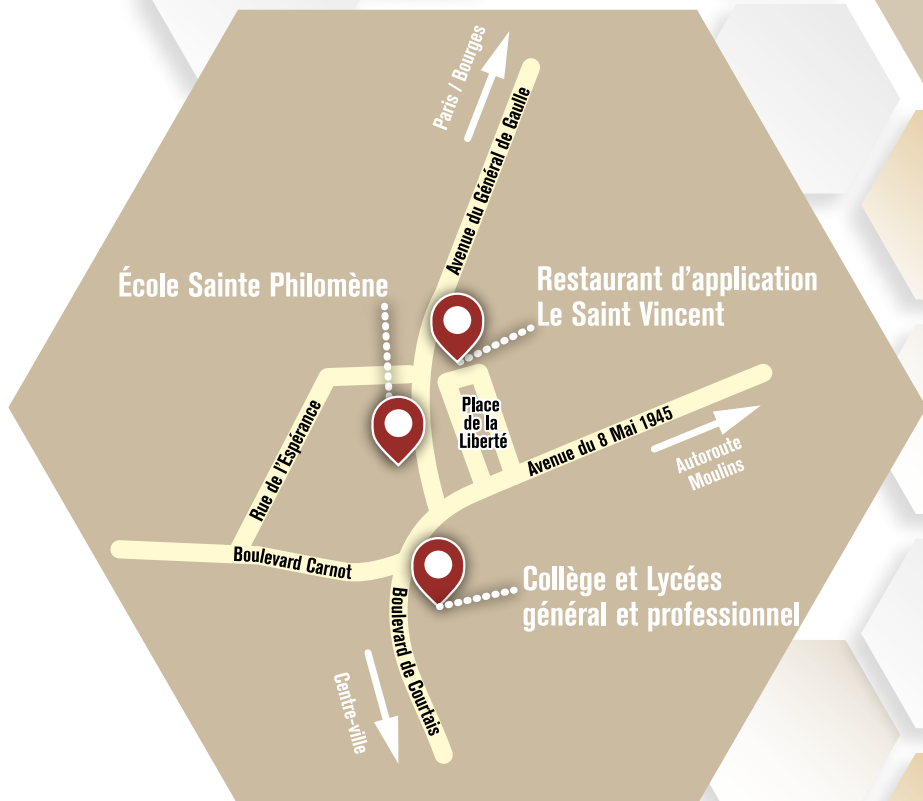 Paris / Bourges
Avenue du Général de Gaulle
École Sainte Philomène
Restaurant d'application
Le Saint Vincent
Place
de la
Liberté
Avenue du 8 Mai 1945
Autoroute
Moulins
Rue de l'Espérance
Boulevard Carnot
Collège et Lycées
général et professionnel
Boulevard de Courtais
Centre-ville